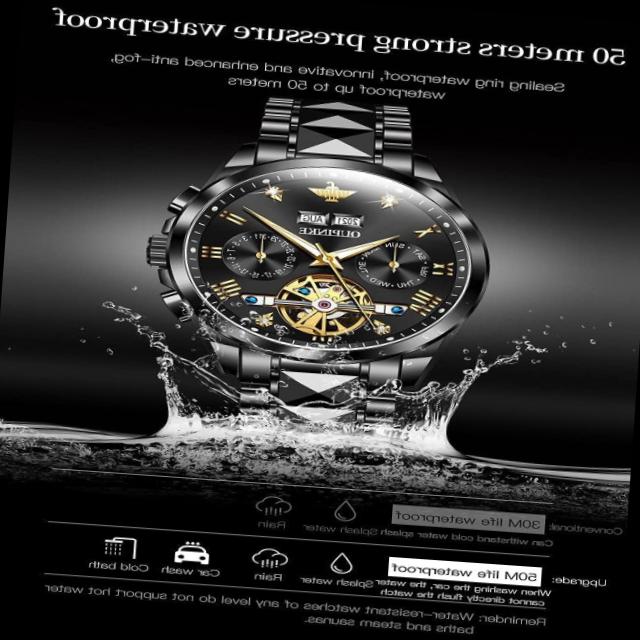 50 meters strong pressure waterproof
Sealing ring waterproof, innovative and enhanced anti-fog,
waterproof up to 50 meters
2021 AUG
OUPINKE
Conventional: 30M life waterproof
Can withstand cold water Splash water Rain
Upgrade: 50M life waterproof
When washing the car, the water
cannot directly flush the watch
Splash water Rain Car wash Cold bath
Reminder: Water-resistant watches of any level do not support hot water
baths and steam saunas.